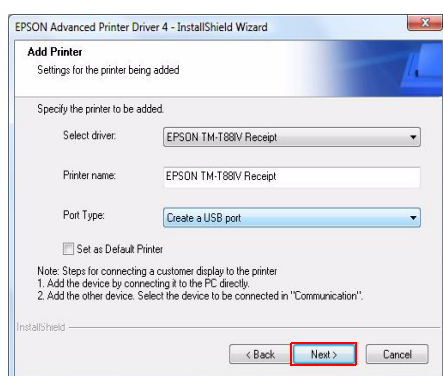 EPSON Advanced Printer Driver 4 - InstallShield Wizard
Add Printer
Settings for the printer being added
Specify the printer to be added.
Select driver: EPSON TM-T88IV Receipt
Printer name: EPSON TM-T88IV Receipt
Port Type: Create a USB port
Set as Default Printer
Note: Steps for connecting a customer display to the printer
1. Add the device by connecting it to the PC directly.
2. Add the other device. Select the device to be connected in "Communication".
InstallShield
< Back Next > Cancel